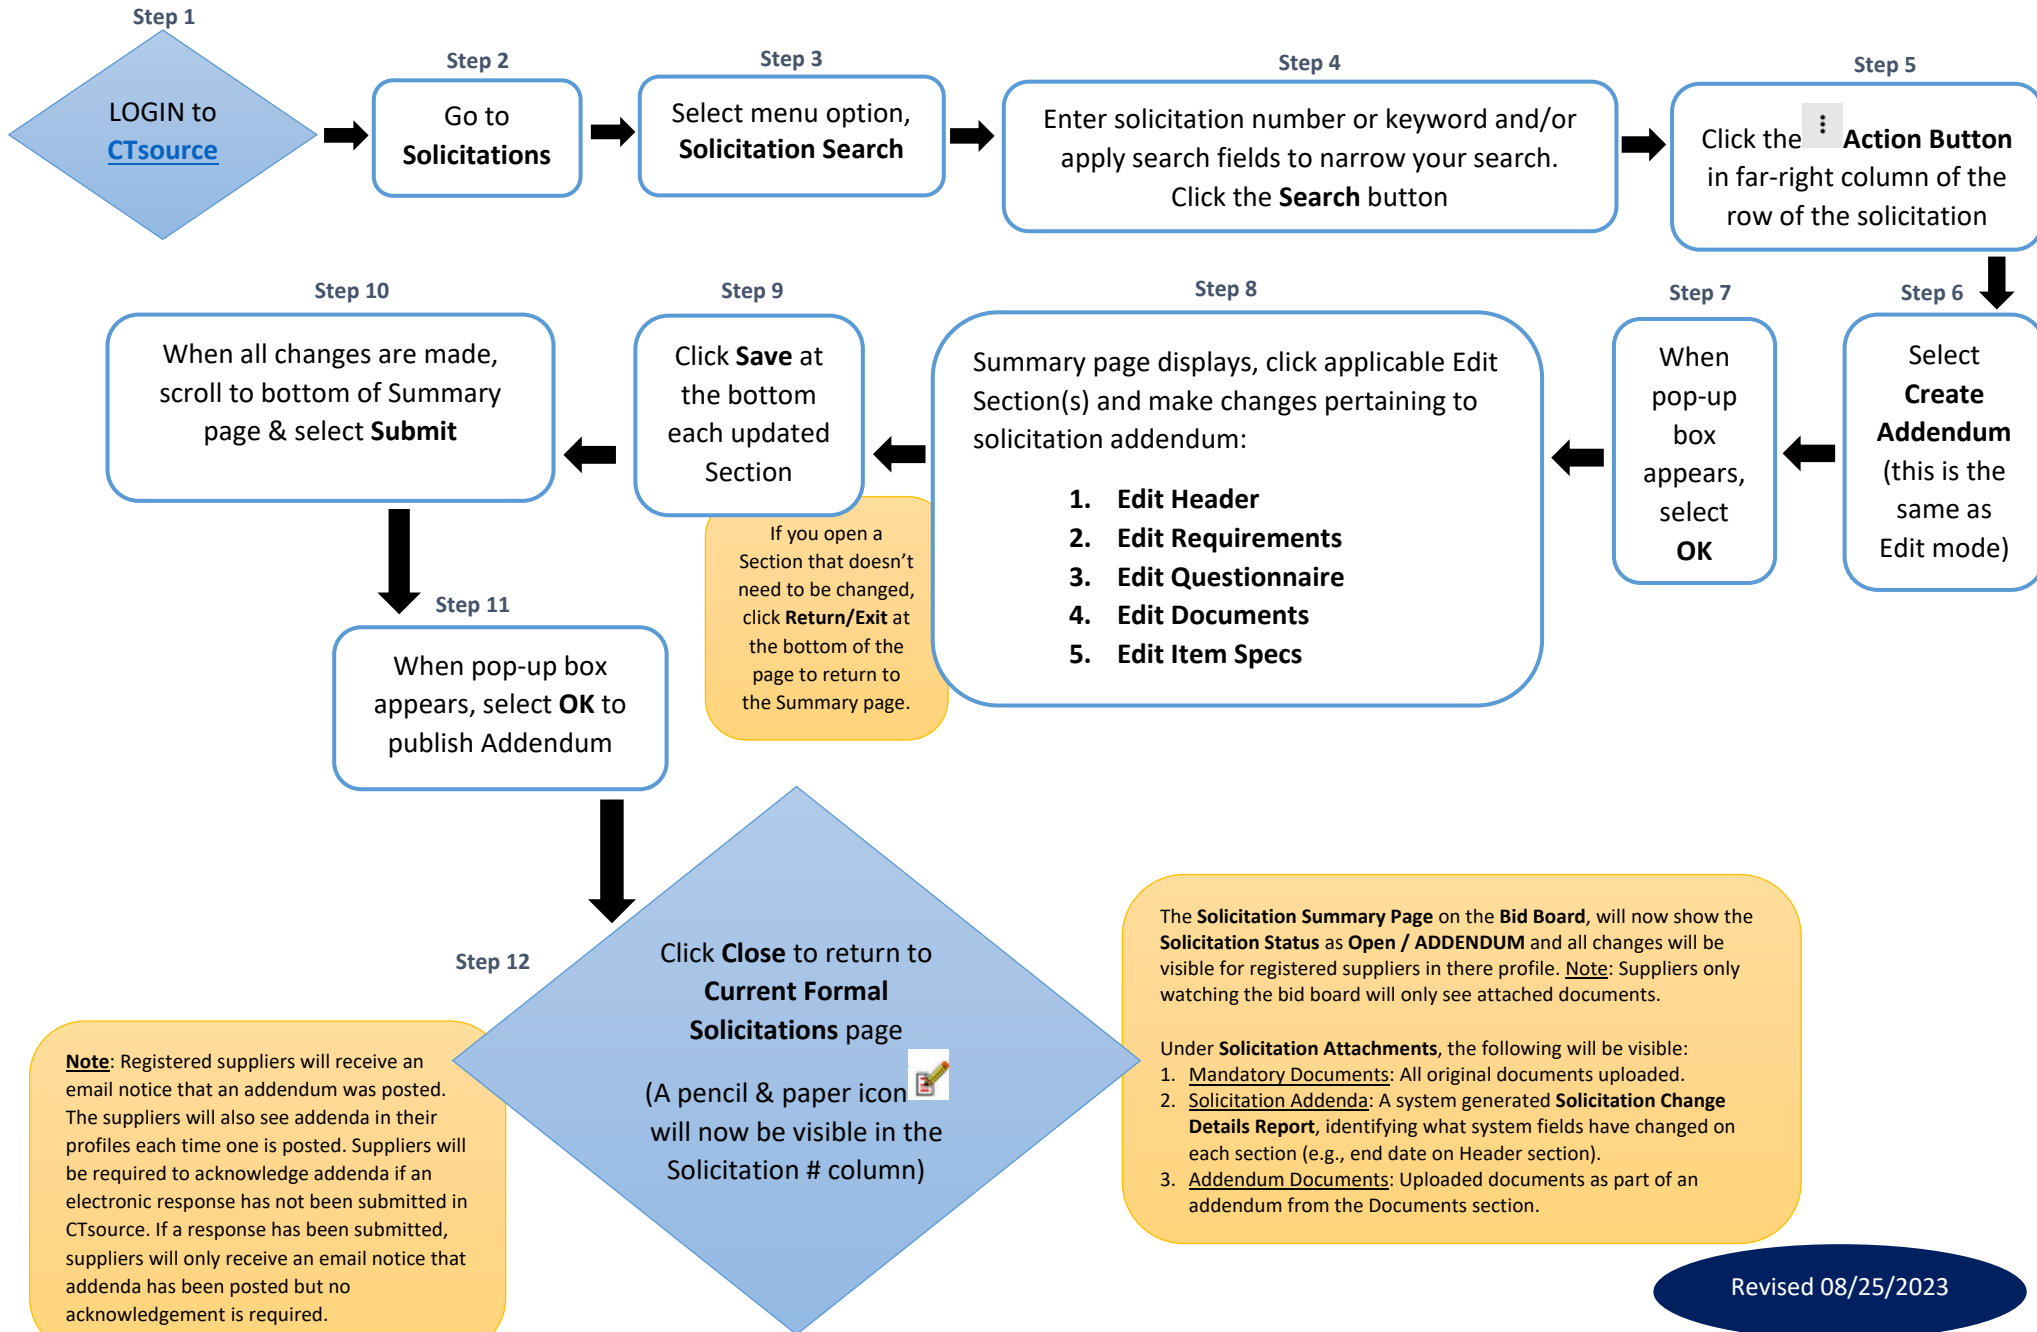 Step 1
LOGIN to
CTsource
Step 2
Go to
Solicitations
Step 3
Select menu option,
Solicitation Search
Step 4
Enter solicitation number or keyword and/or
apply search fields to narrow your search.
Click the Search button
Step 5
Click the Action Button
in far-right column of the
row of the solicitation
Step 6
Select
Create
Addendum
(this is the
same as
Edit mode)
Step 7
When
pop-up
box
appears,
select
OK
Step 8
Summary page displays, click applicable Edit
Section(s) and make changes pertaining to
solicitation addendum:
1. Edit Header
2. Edit Requirements
3. Edit Questionnaire
4. Edit Documents
5. Edit Item Specs
Step 9
Click Save at
the bottom
each updated
Section
If you open a
Section that doesn’t
need to be changed,
click Return/Exit at
the bottom of the
page to return to
the Summary page.
Step 10
When all changes are made,
scroll to bottom of Summary
page & select Submit
Step 11
When pop-up box
appears, select OK to
publish Addendum
Step 12
Click Close to return to
Current Formal
Solicitations page
(A pencil & paper icon
will now be visible in the
Solicitation # column)
Note: Registered suppliers will receive an
email notice that an addendum was posted.
The suppliers will also see addenda in their
profiles each time one is posted. Suppliers will
be required to acknowledge addenda if an
electronic response has not been submitted in
CTsource. If a response has been submitted,
suppliers will only receive an email notice that
addenda has been posted but no
acknowledgement is required.
The Solicitation Summary Page on the Bid Board, will now show the
Solicitation Status as Open / ADDENDUM and all changes will be
visible for registered suppliers in there profile. Note: Suppliers only
watching the bid board will only see attached documents.
Under Solicitation Attachments, the following will be visible:
1. Mandatory Documents: All original documents uploaded.
2. Solicitation Addenda: A system generated Solicitation Change
Details Report, identifying what system fields have changed on
each section (e.g., end date on Header section).
3. Addendum Documents: Uploaded documents as part of an
addendum from the Documents section.
Revised 08/25/2023